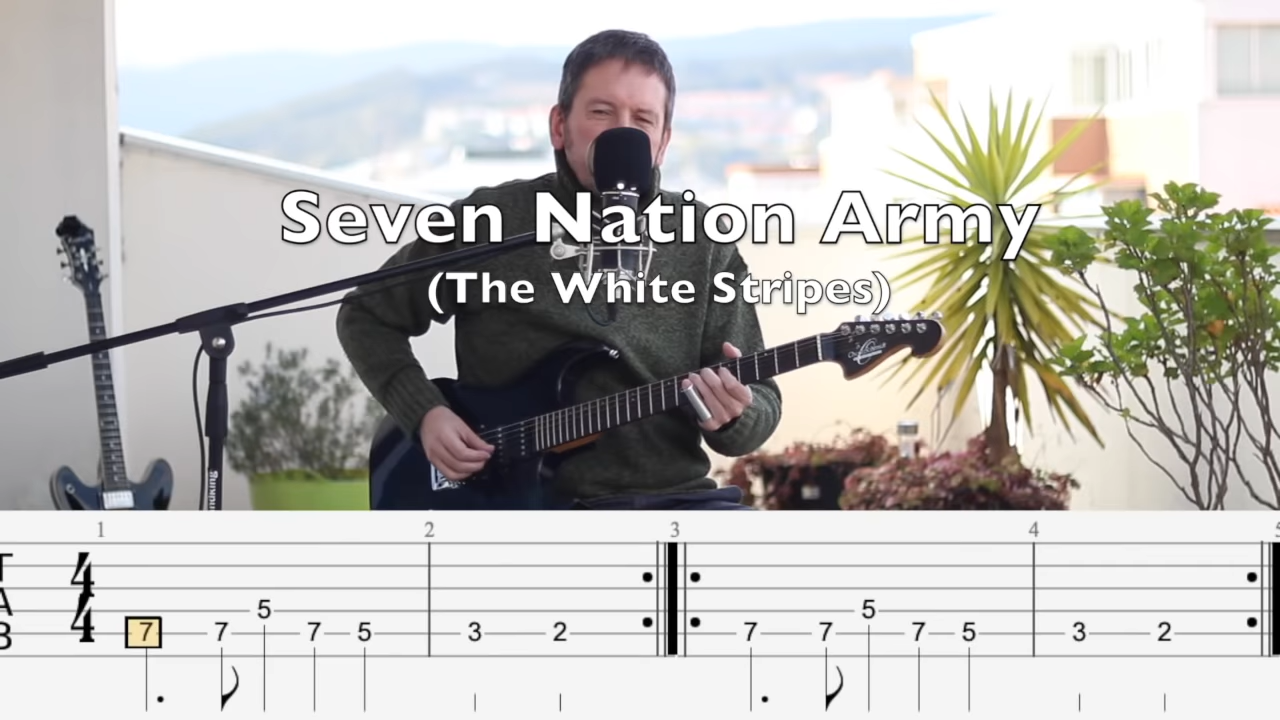 Seven Nation Army
(The White Stripes)
1 2 3 4 5
T
A
B
4
4
5 5
7 7 7 5 3 2 7 7 7 5 3 2